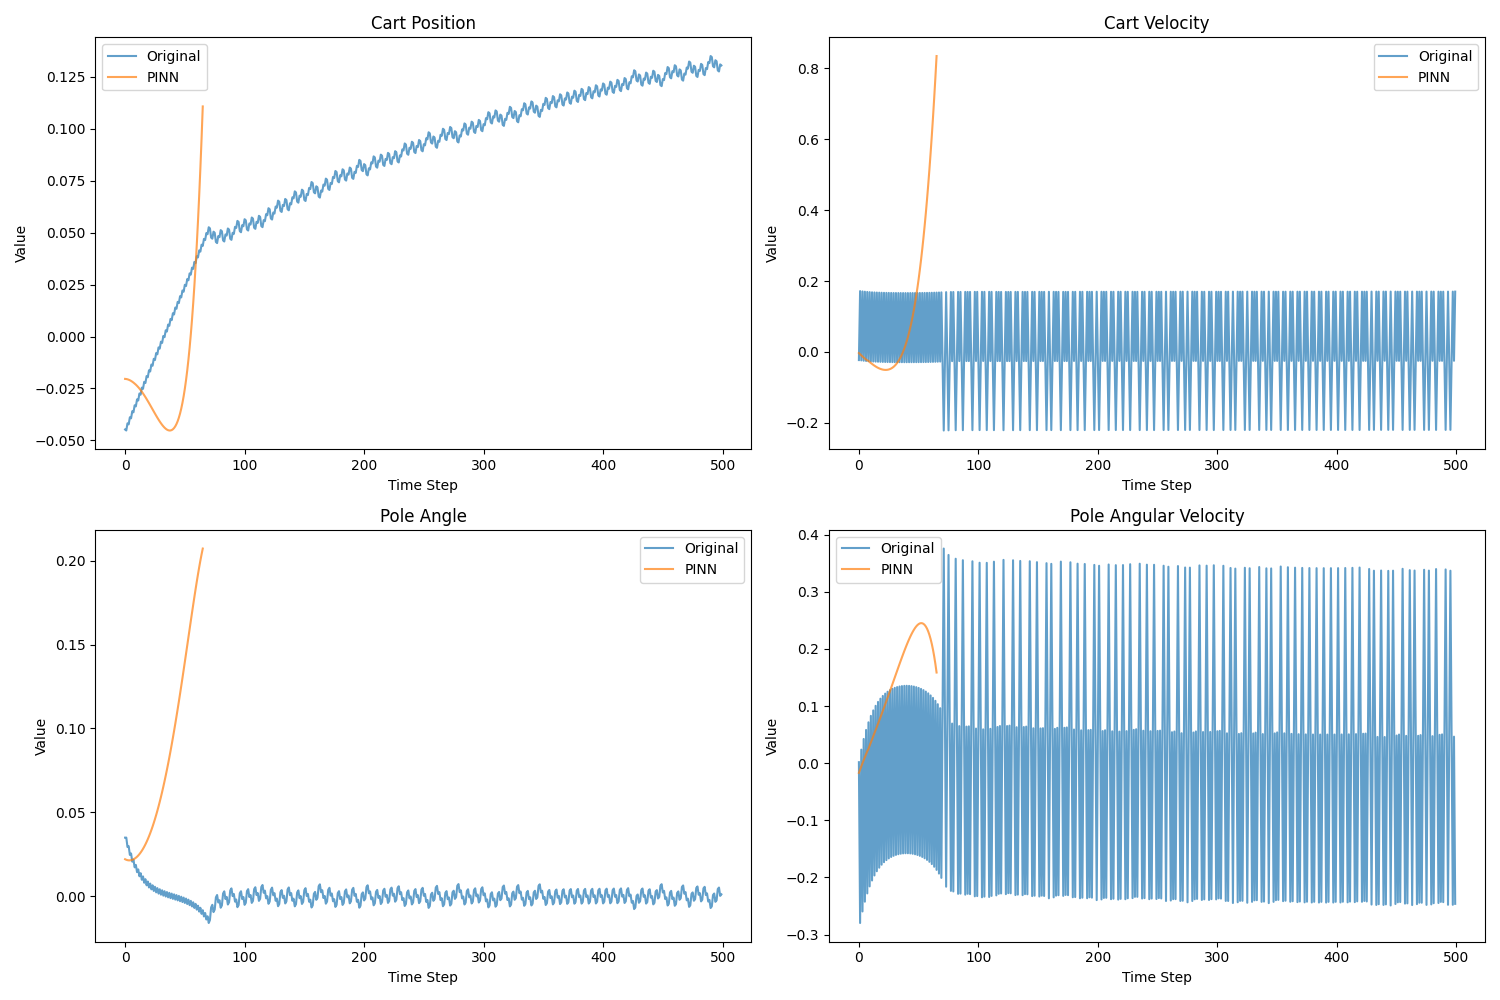 Cart Position
Original
PINN
0.125
0.100
0.075
0.050
0.025
0.000
−0.025
−0.050
Value
0 100 200 300 400 500
Time Step
Cart Velocity
Original
PINN
0.8
0.6
0.4
0.2
0.0
−0.2
Value
0 100 200 300 400 500
Time Step
Pole Angle
Original
PINN
0.20
0.15
0.10
0.05
0.00
Value
0 100 200 300 400 500
Time Step
Pole Angular Velocity
Original
PINN
0.4
0.3
0.2
0.1
0.0
−0.1
−0.2
−0.3
Value
0 100 200 300 400 500
Time Step